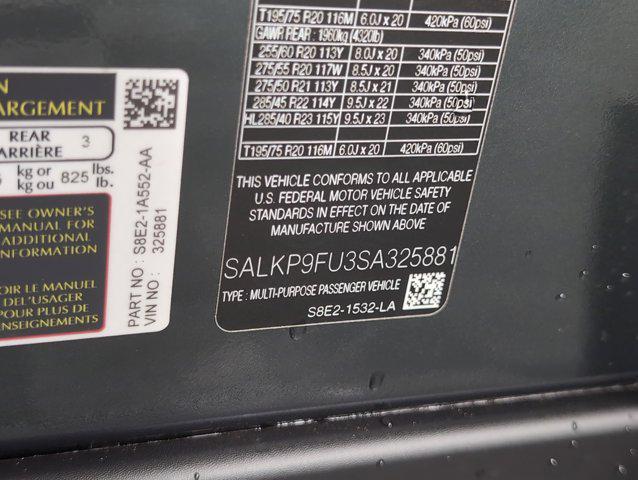 T195/75 R20 116M 6.0J x 20 420kPa (60psi)
GAWR REAR : 1960kg (4320lb)
255/60 R20 113Y 8.0J x 20 340kPa (50psi)
275/55 R20 117W 8.5J x 20 340kPa (50psi)
275/50 R21 113Y 8.5J x 21 340kPa (50psi)
285/45 R22 114Y 9.5J x 22 340kPa (50psi)
HL285/40 R23 115Y 9.5J x 23 340kPa (50psi)
T195/75 R20 116M 6.0J x 20 420kPa (60psi)
THIS VEHICLE CONFORMS TO ALL APPLICABLE
U.S. FEDERAL MOTOR VEHICLE SAFETY
STANDARDS IN EFFECT ON THE DATE OF
MANUFACTURE SHOWN ABOVE.
SALKP9FU3SA325881
TYPE : MULTI-PURPOSE PASSENGER VEHICLE
S8E2-1532-LA
ARGEMENT
REAR 3
ARRIÈRE
kg or 825 lbs.
kg ou lb.
SEE OWNER'S
MANUAL FOR
ADDITIONAL
INFORMATION
OIR LE MANUEL
DEL'USAGER
POUR PLUS DE
ENSEIGNEMENTS
PART NO : S8E2-1A552-AA
VIN NO : 325881